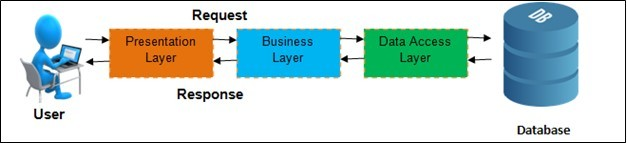 Request
Presentation
Layer
Business
Layer
Data Access
Layer
DB
Response
User
Database